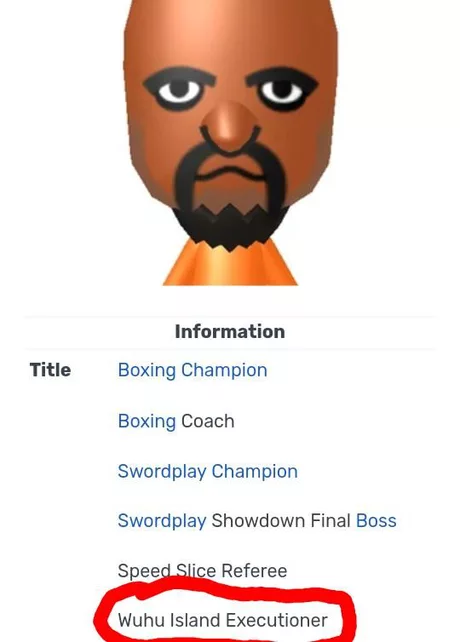 Information
Title Boxing Champion
Boxing Coach
Swordplay Champion
Swordplay Showdown Final Boss
Speed Slice Referee
Wuhu Island Executioner